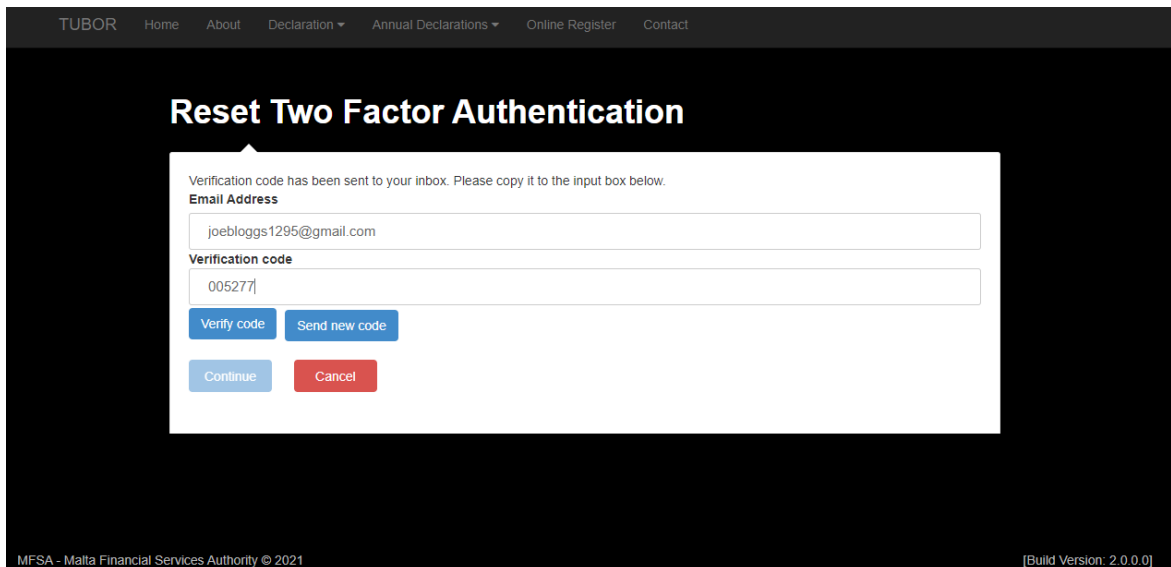 TUBOR Home About Declaration Annual Declarations Online Register Contact
Reset Two Factor Authentication
Verification code has been sent to your inbox. Please copy it to the input box below.
Email Address
joebloggs1295@gmail.com
Verification code
005277
Verify code Send new code
Continue Cancel
MFSA - Malta Financial Services Authority © 2021 [Build Version: 2.0.0.0]